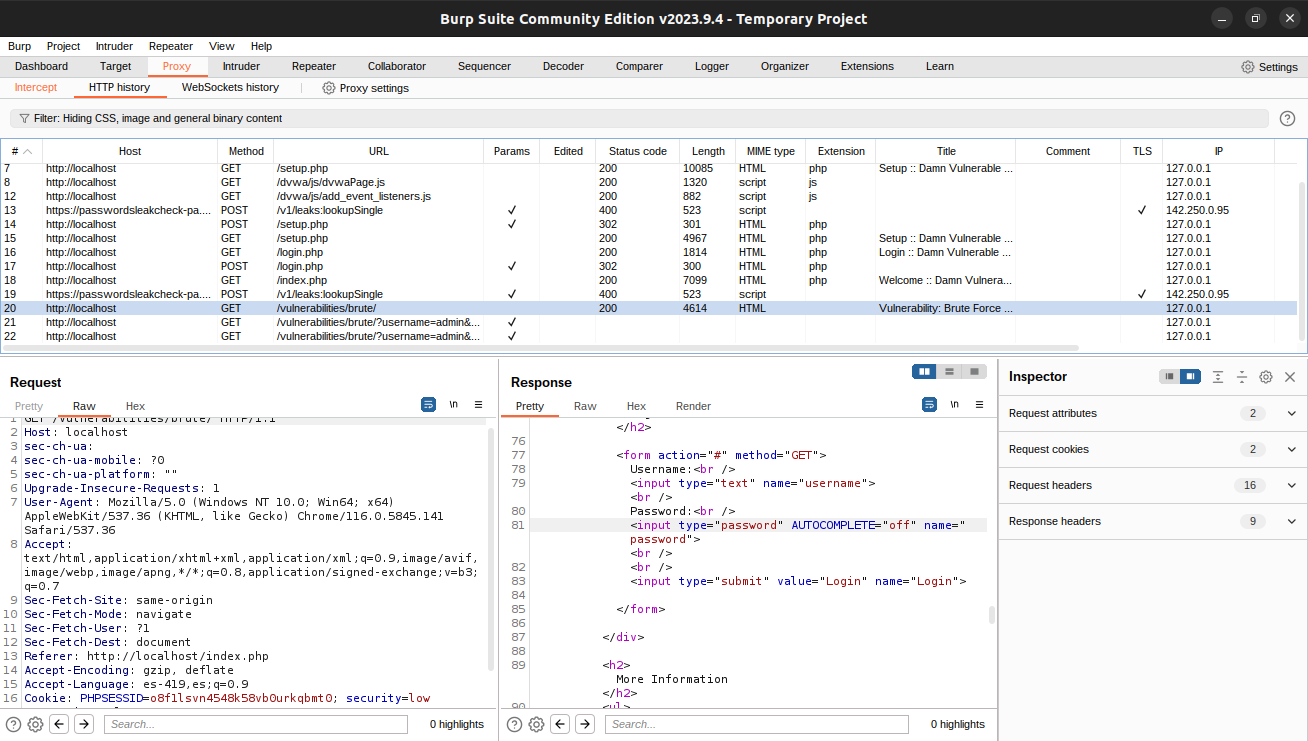 Burp Suite Community Edition v2023.9.4 - Temporary Project
Burp Project Intruder Repeater View Help
Dashboard Target Proxy Intruder Repeater Collaborator Sequencer Decoder Comparer Logger Organizer Extensions Learn Settings
Intercept HTTP history WebSockets history Proxy settings
Filter: Hiding CSS, image and general binary content
# Host Method URL Params Edited Status code Length MIME type Extension Title Comment TLS IP
7 http://localhost GET /setup.php 200 10085 HTML php Setup :: Damn Vulnerable ... 127.0.0.1
8 http://localhost GET /dvwa/js/dvwaPage.js 200 1320 script js 127.0.0.1
12 http://localhost GET /dvwa/js/add_event_listeners.js 200 882 script js 127.0.0.1
13 https://passwordsleakcheck-pa.... POST /v1/leaks:lookupSingle ✓ 400 523 script ✓ 142.250.0.95
14 http://localhost POST /setup.php ✓ 302 301 HTML php 127.0.0.1
15 http://localhost GET /setup.php 200 4967 HTML php Setup :: Damn Vulnerable ... 127.0.0.1
16 http://localhost GET /login.php 200 1814 HTML php Login :: Damn Vulnerable ... 127.0.0.1
17 http://localhost POST /login.php ✓ 302 300 HTML php 127.0.0.1
18 http://localhost GET /index.php 200 7099 HTML php Welcome :: Damn Vulnera... 127.0.0.1
19 https://passwordsleakcheck-pa.... POST /v1/leaks:lookupSingle ✓ 400 523 script ✓ 142.250.0.95
20 http://localhost GET /vulnerabilities/brute/ 200 4614 HTML Vulnerability: Brute Force ... 127.0.0.1
21 http://localhost GET /vulnerabilities/brute/?username=admin&... ✓ 127.0.0.1
22 http://localhost GET /vulnerabilities/brute/?username=admin&... ✓ 127.0.0.1
Request
Pretty Raw Hex \n
1 GET /vulnerabilities/brute/ HTTP/1.1
2 Host: localhost
3 sec-ch-ua:
4 sec-ch-ua-mobile: ?0
5 sec-ch-ua-platform: ""
6 Upgrade-Insecure-Requests: 1
7 User-Agent: Mozilla/5.0 (Windows NT 10.0; Win64; x64)
AppleWebKit/537.36 (KHTML, like Gecko) Chrome/116.0.5845.141
Safari/537.36
8 Accept:
text/html,application/xhtml+xml,application/xml;q=0.9,image/avif,
image/webp,image/apng,*/*;q=0.8,application/signed-exchange;v=b3;
q=0.7
9 Sec-Fetch-Site: same-origin
10 Sec-Fetch-Mode: navigate
11 Sec-Fetch-User: ?1
12 Sec-Fetch-Dest: document
13 Referer: http://localhost/index.php
14 Accept-Encoding: gzip, deflate
15 Accept-Language: es-419,es;q=0.9
16 Cookie: PHPSESSID=o8f1lsvn4548k58vb0urkqbmt0; security=low
Search... 0 highlights
Response
Pretty Raw Hex Render \n
</h2>
76
77 <form action="#" method="GET">
78 Username:<br />
79 <input type="text" name="username">
<br />
80 Password:<br />
81 <input type="password" AUTOCOMPLETE="off" name="
password">
<br />
82 <br />
83 <input type="submit" value="Login" name="Login">
84
85 </form>
86
87 </div>
88
89 <h2>
More Information
</h2>
90 <ul>
Search... 0 highlights
Inspector
Request attributes 2
Request cookies 2
Request headers 16
Response headers 9